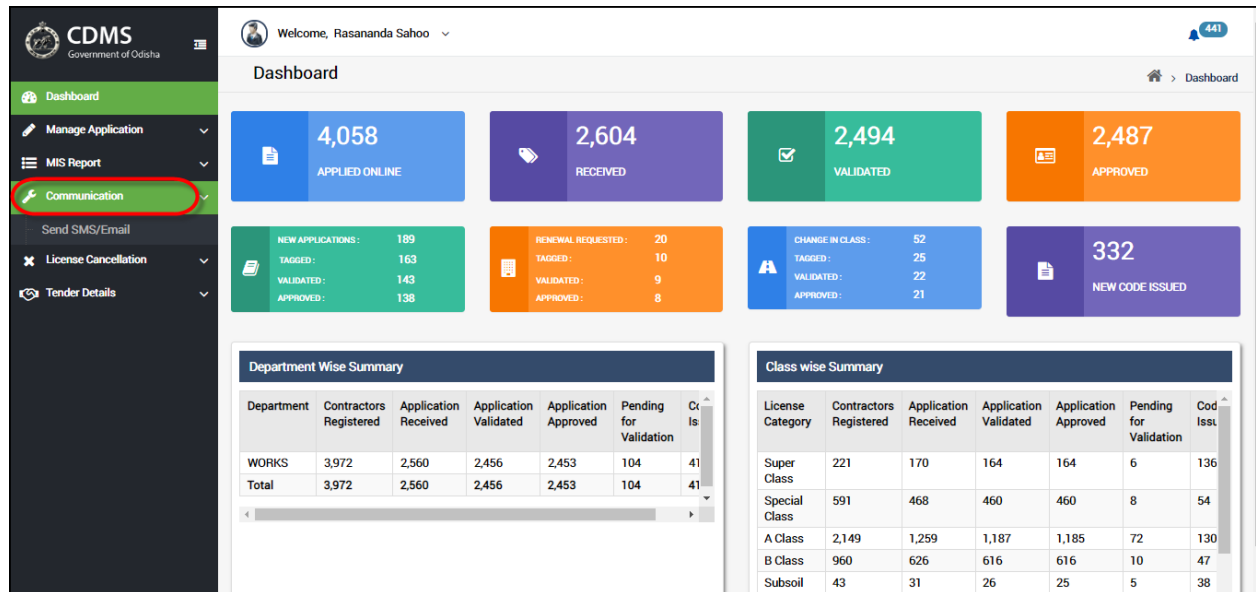 CDMS
Government of Odisha
Welcome, Rasananda Sahoo
441
Dashboard
> Dashboard
Dashboard
Manage Application
MIS Report
Communication
Send SMS/Email
License Cancellation
Tender Details
4,058
APPLIED ONLINE
2,604
RECEIVED
2,494
VALIDATED
2,487
APPROVED
NEW APPLICATIONS : 189
TAGGED : 163
VALIDATED : 143
APPROVED : 138
RENEWAL REQUESTED : 20
TAGGED : 10
VALIDATED : 9
APPROVED : 8
CHANGE IN CLASS : 52
TAGGED : 25
VALIDATED : 22
APPROVED : 21
332
NEW CODE ISSUED
Department Wise Summary
Department Contractors Application Application Application Pending
Registered Received Validated Approved for
Validation
WORKS 3,972 2,560 2,456 2,453 104 41
Total 3,972 2,560 2,456 2,453 104 41
Class wise Summary
License Contractors Application Application Application Pending Cod
Category Registered Received Validated Approved for Issu
Validation
Super 221 170 164 164 6 136
Class
Special 591 468 460 460 8 54
Class
A Class 2,149 1,259 1,187 1,185 72 130
B Class 960 626 616 616 10 47
Subsoil 43 31 26 25 5 38